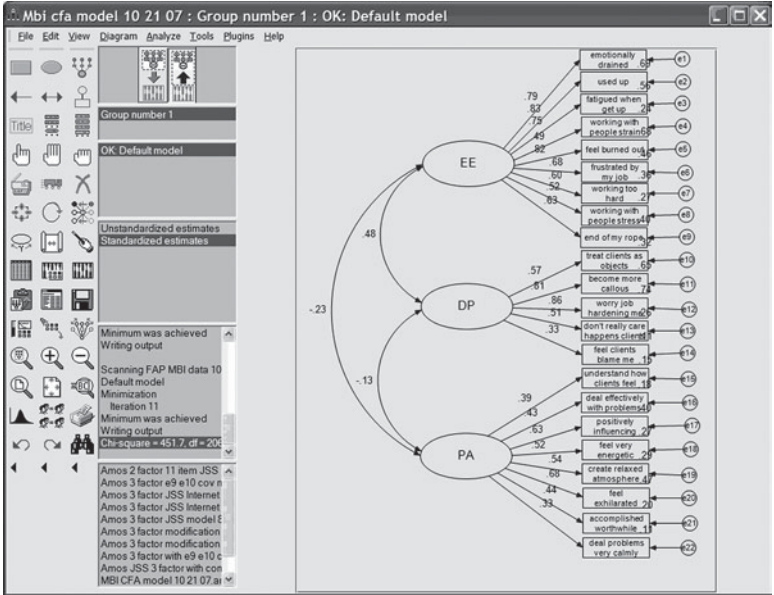 Mbi cfa model 10 21 07 : Group number 1 : OK: Default model
File Edit View Diagram Analyze Tools Plugins Help
Title
Group number 1
OK: Default model
Unstandardized estimates
Standardized estimates
Minimum was achieved
Writing output
Scanning FAP MBI data 10
Default model
Minimization
Iteration 11
Minimum was achieved
Writing output
Chi-square = 451.7, df = 206
Amos 2 factor 11 item JSS
Amos 3 factor e9 e10 cov
Amos 3 factor JSS Internet
Amos 3 factor JSS Internet
Amos 3 factor JSS model
Amos 3 factor modification
Amos 3 factor modification
Amos 3 factor with e9 e10
Amos JSS 3 factor with con
MBI CFA model 10 21 07.a
EE
DP
PA
.48
-.23
-.13
.79
.83
.75
.49
.82
.68
.60
.52
.63
.57
.81
.86
.51
.33
.39
.43
.63
.52
.54
.68
.44
.33
emotionally
drained
e1
used up
e2
fatigued when
get up
e3
working with
people strain
e4
feel burned out
e5
frustrated by
my job
e6
working too
hard
e7
working with
people stress
e8
end of my rope
e9
treat clients as
objects
e10
become more
callous
e11
worry job
hardening me
e12
don't really care
happens clients
e13
feel clients
blame me
e14
understand how
clients feel
e15
deal effectively
with problems
e16
positively
influencing
e17
feel very
energetic
e18
create relaxed
atmosphere
e19
feel
exhilarated
e20
accomplished
worthwhile
e21
deal problems
very calmly
e22